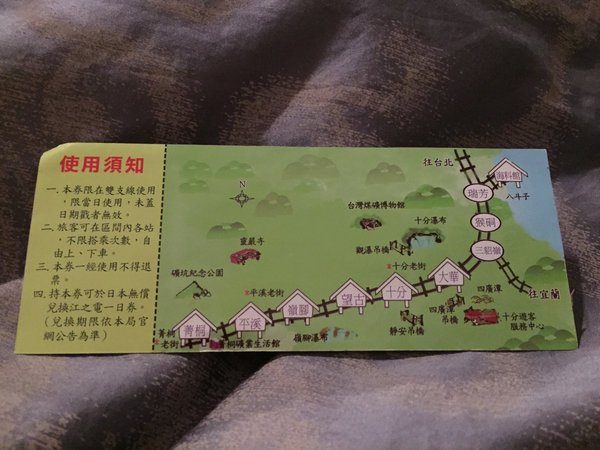 使用須知
一.本券限在雙支線使用
，限當日使用，未蓋
日期戳者無效。
二.旅客可在區間內各站
，不限搭乘次數，自
由上、下車。
三.本券一經使用不得退
票。
四.持本券可於日本無償
兌換江之電一日券。
(兌換期限依本局官
網公告為準)
往台北
海科館
八斗子
瑞芳
猴硐
三貂嶺
往宜蘭
N
台灣煤礦博物館
十分瀑布
觀瀑吊橋
靈嚴寺
十分老街
大華
四廣潭
礦坑紀念公園
平溪老街
四廣潭
吊橋
十分遊客
服務中心
菁桐
老街
菁桐
平溪
嶺腳
望古
十分
靜安吊橋
嶺腳瀑布
菁桐礦業生活館